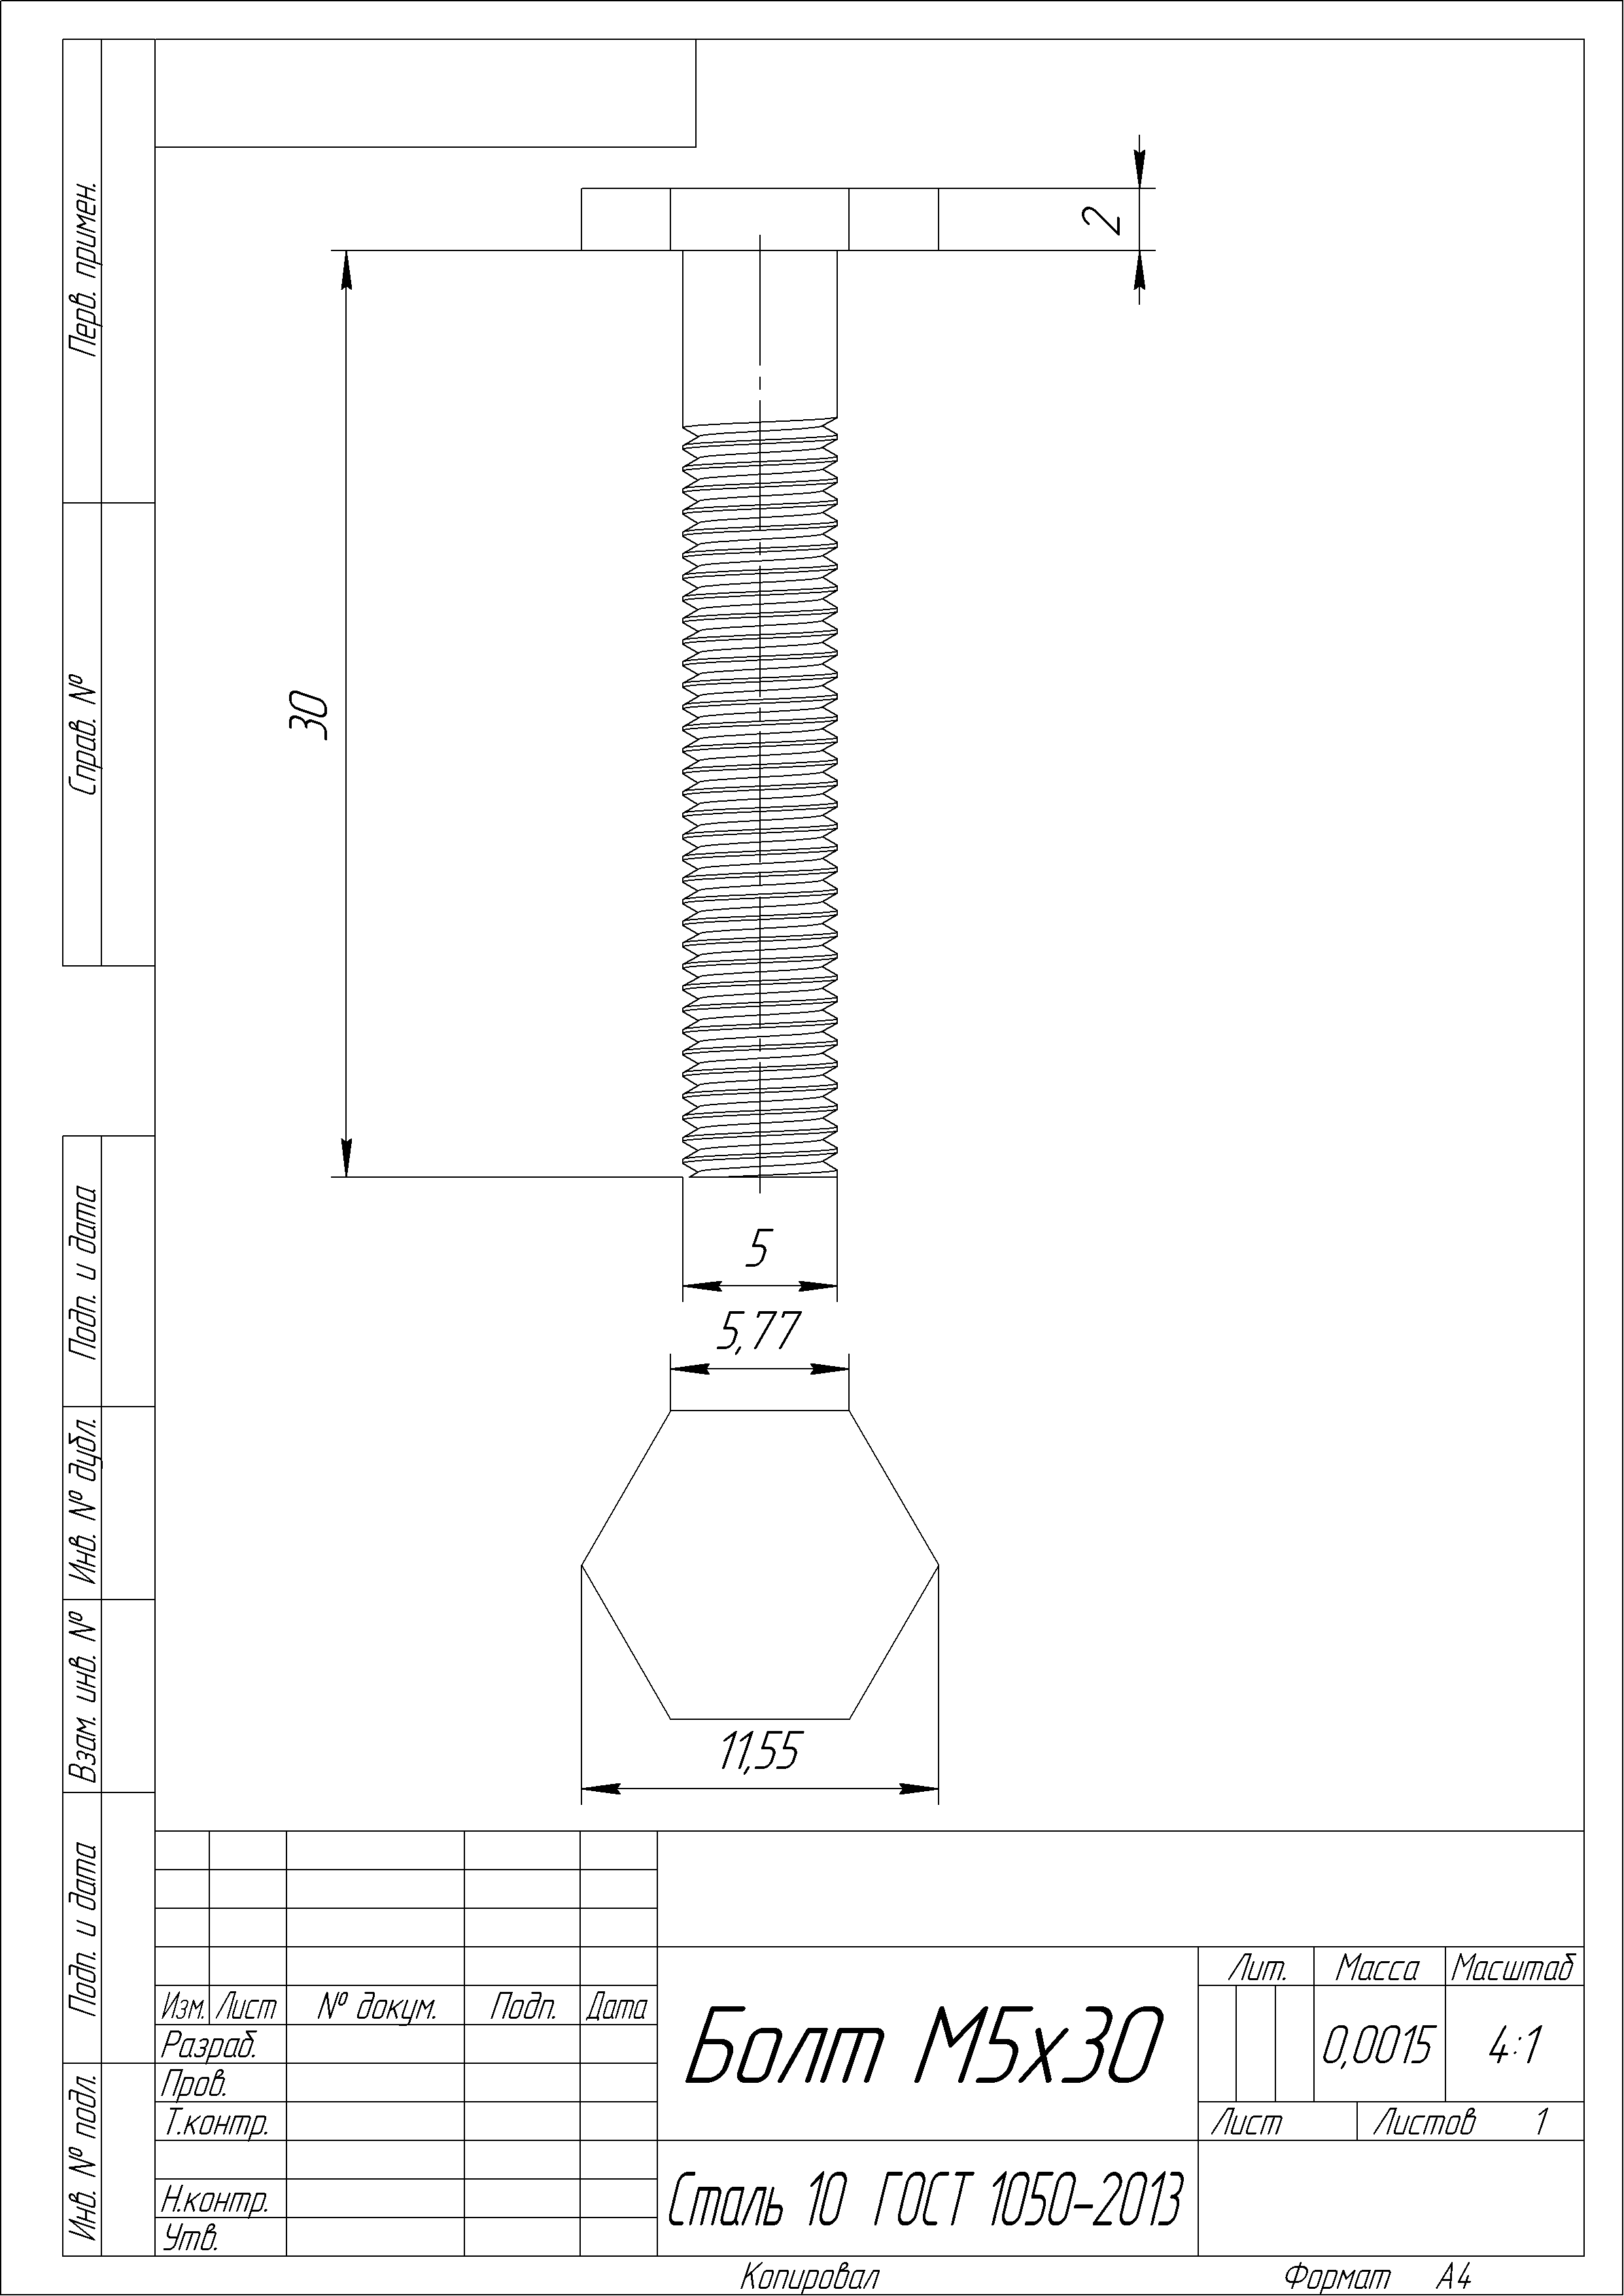 Перв. примен.
Справ. №
Подп. и дата
Инв. № дубл.
Взам. инв. №
Подп. и дата
Инв. № подл.
2
30
5
5,77
11,55
Изм. Лист № докум. Подп. Дата
Разраб.
Пров.
Т.контр.
Н.контр.
Утв.
Болт М5х30
Лит. Масса Масштаб
0,0015 4:1
Лист Листов 1
Сталь 10 ГОСТ 1050-2013
Копировал Формат А4